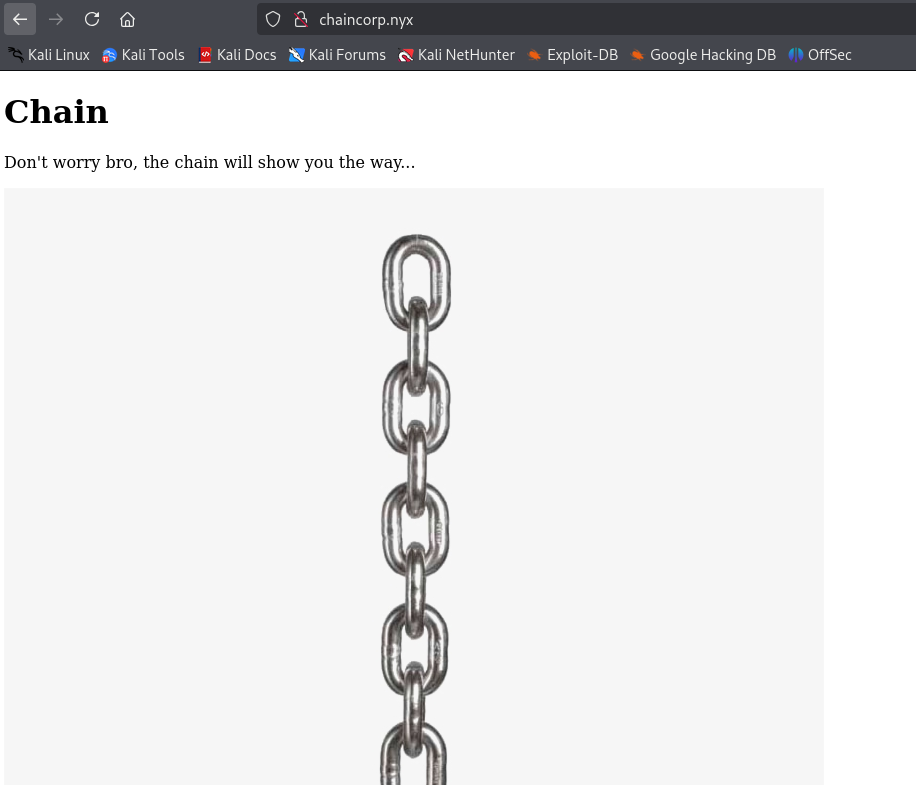 chaincorp.nyx
Kali Linux Kali Tools Kali Docs Kali Forums Kali NetHunter Exploit-DB Google Hacking DB OffSec
Chain
Don't worry bro, the chain will show you the way...